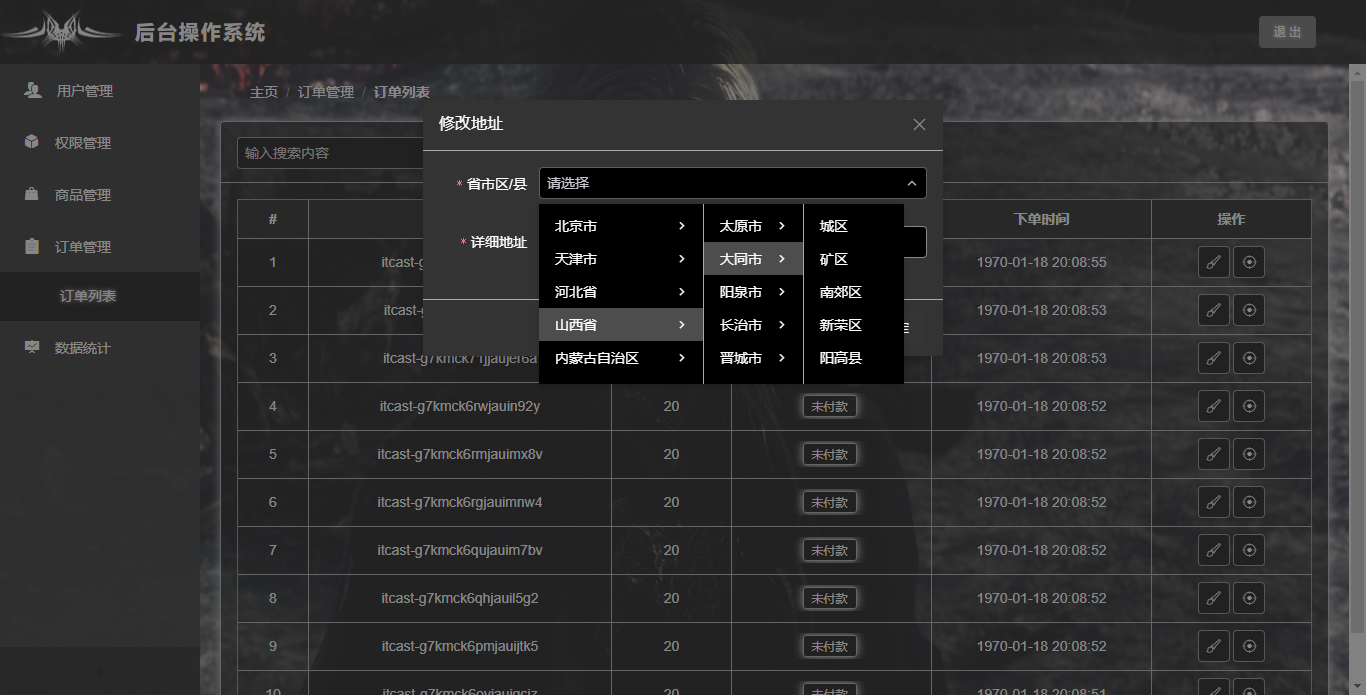 后台操作系统
退出
用户管理
权限管理
商品管理
订单管理
订单列表
数据统计
主页 / 订单管理 / 订单列表
输入搜索内容
修改地址
* 省市区/县
请选择
* 详细地址
北京市
天津市
河北省
山西省
内蒙古自治区
太原市
大同市
阳泉市
长治市
晋城市
城区
矿区
南郊区
新荣区
阳高县
# 下单时间 操作
1 1970-01-18 20:08:55
2 1970-01-18 20:08:53
3 1970-01-18 20:08:53
4 itcast-g7kmck6rwjauin92y 20 未付款 1970-01-18 20:08:52
5 itcast-g7kmck6rmjauimx8v 20 未付款 1970-01-18 20:08:52
6 itcast-g7kmck6rgjauimnw4 20 未付款 1970-01-18 20:08:52
7 itcast-g7kmck6qujauim7bv 20 未付款 1970-01-18 20:08:52
8 itcast-g7kmck6qhjauil5g2 20 未付款 1970-01-18 20:08:52
9 itcast-g7kmck6pmjauijtk5 20 未付款 1970-01-18 20:08:52
10 20 未付款 1970-01-18 20:08:51